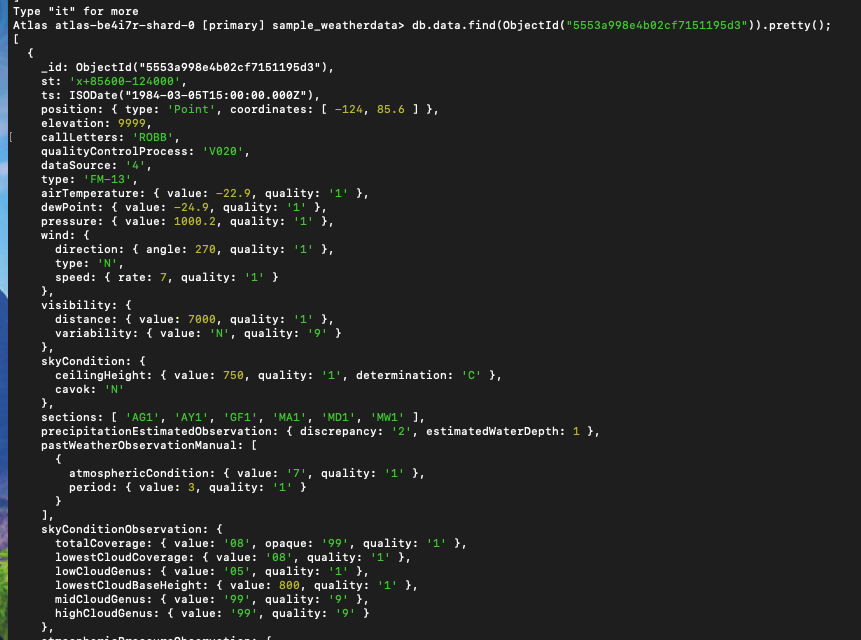 Type "it" for more
Atlas atlas-be4i7r-shard-0 [primary] sample_weatherdata> db.data.find(ObjectId("5553a998e4b02cf7151195d3")).pretty();
[
  {
    _id: ObjectId("5553a998e4b02cf7151195d3"),
    st: 'x+85600-124000',
    ts: ISODate("1984-03-05T15:00:00.000Z"),
    position: { type: 'Point', coordinates: [ -124, 85.6 ] },
    elevation: 9999,
    callLetters: 'ROBB',
    qualityControlProcess: 'V020',
    dataSource: '4',
    type: 'FM-13',
    airTemperature: { value: -22.9, quality: '1' },
    dewPoint: { value: -24.9, quality: '1' },
    pressure: { value: 1000.2, quality: '1' },
    wind: {
      direction: { angle: 270, quality: '1' },
      type: 'N',
      speed: { rate: 7, quality: '1' }
    },
    visibility: {
      distance: { value: 7000, quality: '1' },
      variability: { value: 'N', quality: '9' }
    },
    skyCondition: {
      ceilingHeight: { value: 750, quality: '1', determination: 'C' },
      cavok: 'N'
    },
    sections: [ 'AG1', 'AY1', 'GF1', 'MA1', 'MD1', 'MW1' ],
    precipitationEstimatedObservation: { discrepancy: '2', estimatedWaterDepth: 1 },
    pastWeatherObservationManual: [
      {
        atmosphericCondition: { value: '7', quality: '1' },
        period: { value: 3, quality: '1' }
      }
    ],
    skyConditionObservation: {
      totalCoverage: { value: '08', opaque: '99', quality: '1' },
      lowestCloudCoverage: { value: '08', quality: '1' },
      lowCloudGenus: { value: '05', quality: '1' },
      lowestCloudBaseHeight: { value: 800, quality: '1' },
      midCloudGenus: { value: '99', quality: '9' },
      highCloudGenus: { value: '99', quality: '9' }
    },